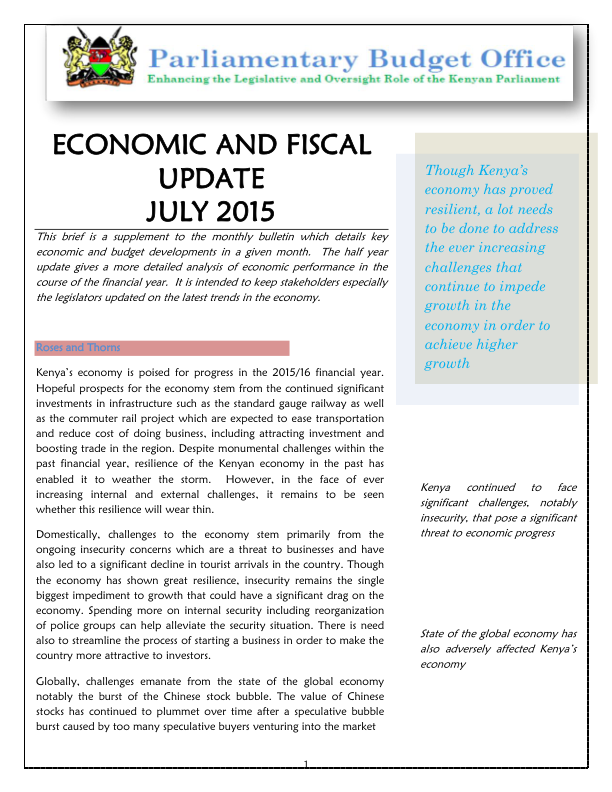 Parliamentary Budget Office
Enhancing the Legislative and Oversight Role of the Kenyan Parliament
ECONOMIC AND FISCAL
UPDATE
JULY 2015
This brief is a supplement to the monthly bulletin which details key
economic and budget developments in a given month. The half year
update gives a more detailed analysis of economic performance in the
course of the financial year. It is intended to keep stakeholders especially
the legislators updated on the latest trends in the economy.
Roses and Thorns
Kenya's economy is poised for progress in the 2015/16 financial year.
Hopeful prospects for the economy stem from the continued significant
investments in infrastructure such as the standard gauge railway as well
as the commuter rail project which are expected to ease transportation
and reduce cost of doing business, including attracting investment and
boosting trade in the region. Despite monumental challenges within the
past financial year, resilience of the Kenyan economy in the past has
enabled it to weather the storm. However, in the face of ever
increasing internal and external challenges, it remains to be seen
whether this resilience will wear thin.
Domestically, challenges to the economy stem primarily from the
ongoing insecurity concerns which are a threat to businesses and have
also led to a significant decline in tourist arrivals in the country. Though
the economy has shown great resilience, insecurity remains the single
biggest impediment to growth that could have a significant drag on the
economy. Spending more on internal security including reorganization
of police groups can help alleviate the security situation. There is need
also to streamline the process of starting a business in order to make the
country more attractive to investors.
Globally, challenges emanate from the state of the global economy
notably the burst of the Chinese stock bubble. The value of Chinese
stocks has continued to plummet over time after a speculative bubble
burst caused by too many speculative buyers venturing into the market
Though Kenya's
economy has proved
resilient, a lot needs
to be done to address
the ever increasing
challenges that
continue to impede
growth in the
economy in order to
achieve higher
growth
Kenya continued to face
significant challenges, notably
insecurity, that pose a significant
threat to economic progress
State of the global economy has
also adversely affected Kenya's
economy
1